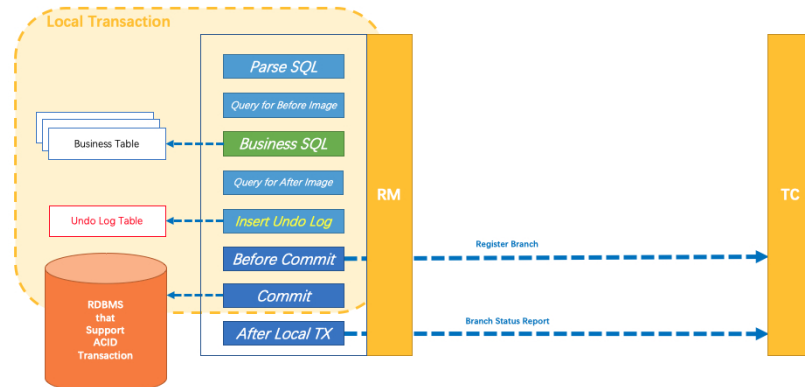 Local Transaction
Parse SQL
Query for Before Image
Business Table
Business SQL
Query for After Image
RM
TC
Undo Log Table
Insert Undo Log
Register Branch
Before Commit
RDBMS
that
Support
ACID
Transaction
Commit
Branch Status Report
After Local TX